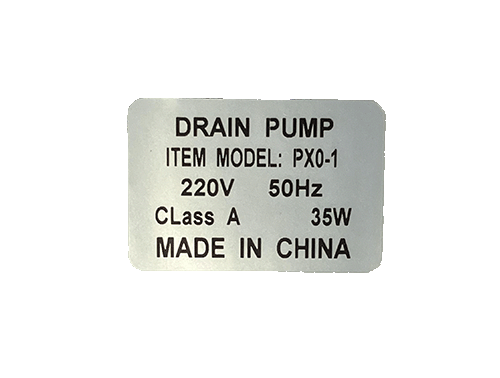 DRAIN PUMP
ITEM MODEL: PX0-1
220V 50Hz
CLass A 35W
MADE IN CHINA